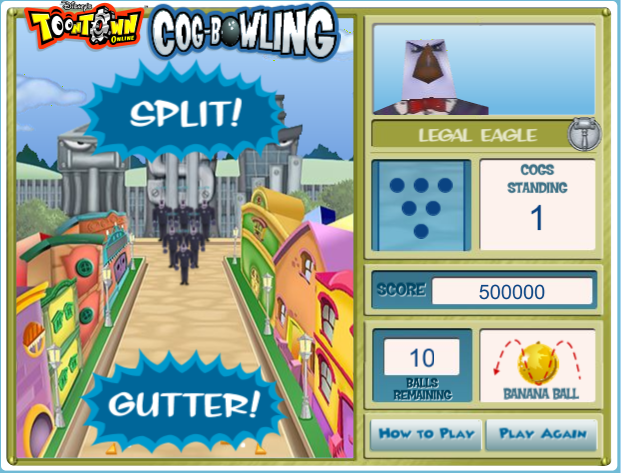 Disney's
TOONTOWN
ONLINE
COG-BOWLING
SPLIT!
GUTTER!
LEGAL EAGLE
COGS
STANDING
1
SCORE 500000
10
BALLS
REMAINING
BANANA BALL
HOW TO PLAY
PLAY AGAIN